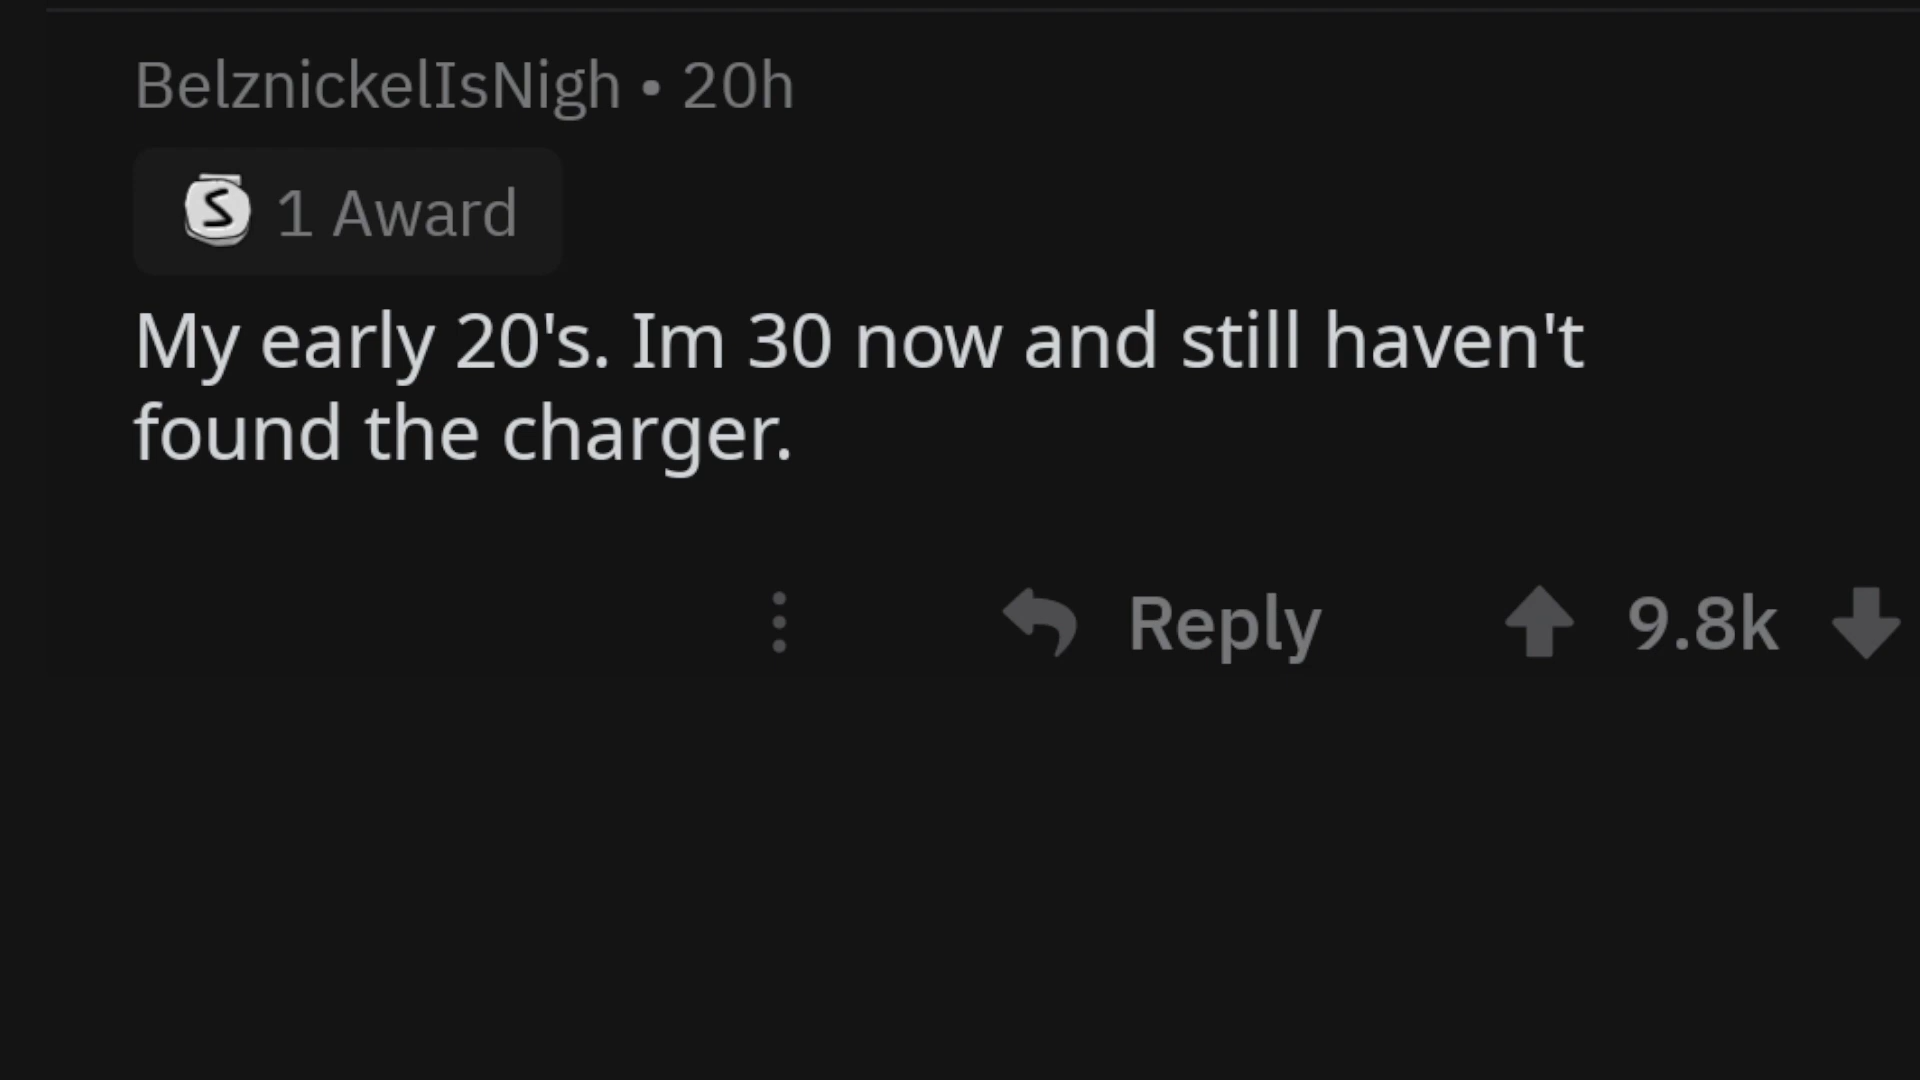 BelznickelIsNigh • 20h
S 1 Award
My early 20's. Im 30 now and still haven't
found the charger.
Reply 9.8k